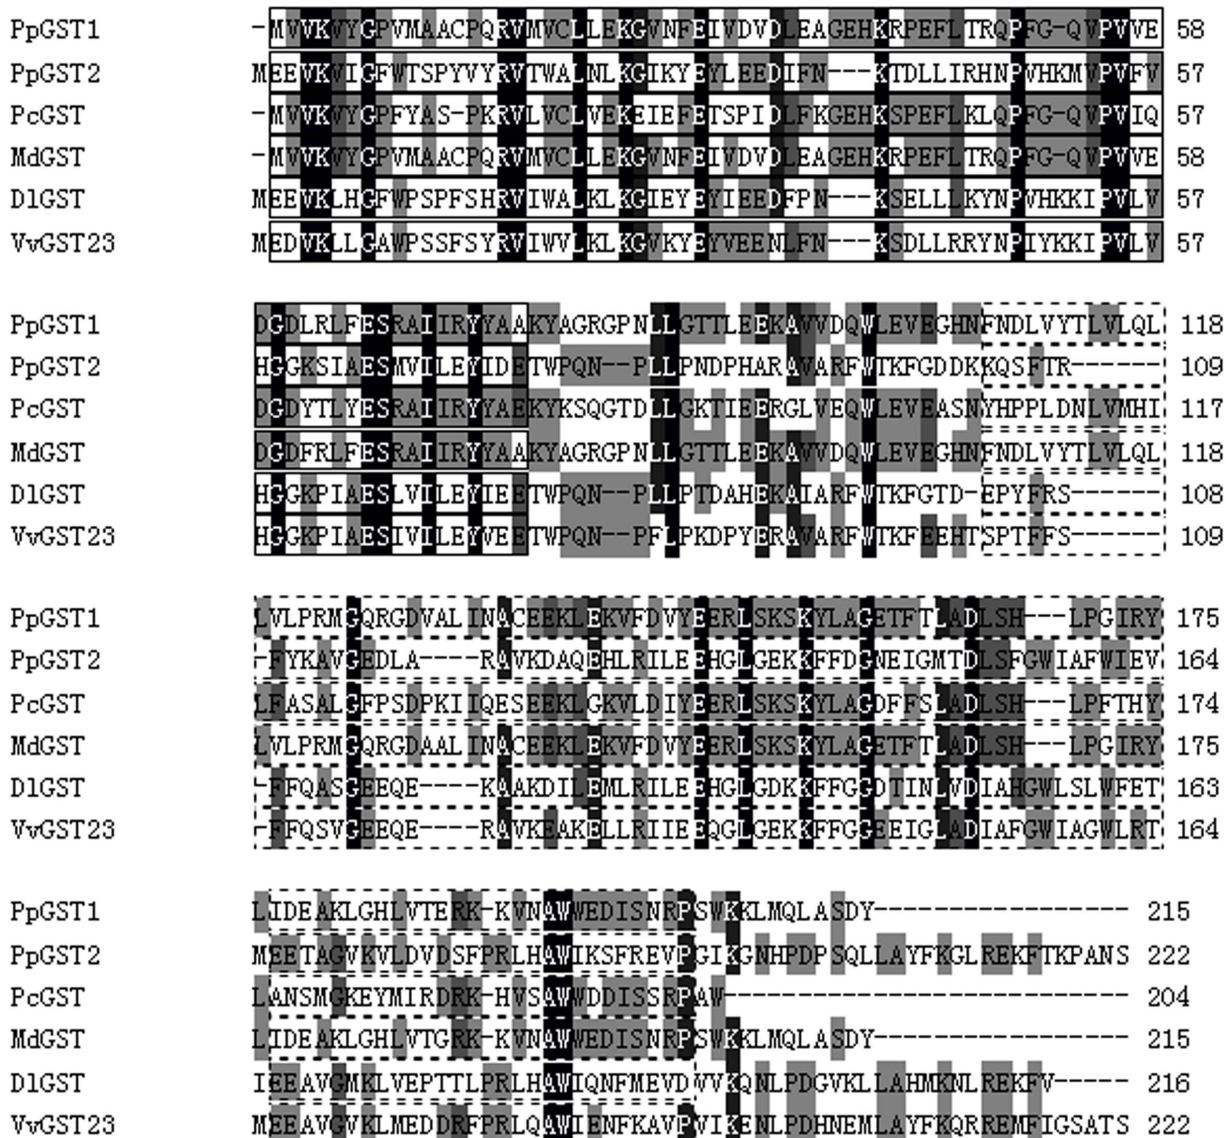 PpGST1 -MVVKVYGPVMAACPQRVMVCLLEKGVNFEIVDVDLEAGEHKRPEFLTRQPFG-QVPVVE 58
PpGST2 MEEVKVIGFWTSPYVYRVTWALNLKGIKYEYLEEDIFN---KTDLLIRHNPVHKMVPVFV 57
PcGST -MVVKVYGPFYAS-PKRVLVCLVEKEIEFETSPIDLFKGEHKSPEFLKLQPFG-QVPVIQ 57
MdGST -MVVKVYGPVMAACPQRVMVCLLEKGVNFEIVDVDLEAGEHKRPEFLTRQPFG-QVPVVE 58
DlGST MEEVKLHGFWPSPFSHRVIWALKLKGIEYEYIEEDFPN---KSELLLKYNPVHKKIPVLV 57
VvGST23 MEDVKLLGAWPSSFSYRVIWVLKLKGVKYEYVEENLFN---KSDLLRRYNPIYKKIPVLV 57
PpGST1 DGDLRLFESRAIIRYYAAKYAGRGPNLLGTTLEEKAVVDQWLEVEGHNFNDLVYTLVLQL 118
PpGST2 HGGKSIAESMVILEYIDETWPQN--PLLPNDPHARAVARFWTKFGDDKKQSFTR------ 109
PcGST DGDYTLYESRAIIRYYAEKYKSQGTDLLGKTIEERGLVEQWLEVEASNYHPPLDNLVMHI 117
MdGST DGDFRLFESRAIIRYYAAKYAGRGPNLLGTTLEEKAVVDQWLEVEGHNFNDLVYTLVLQL 118
DlGST HGGKPIAESLVILEYIEETWPQN--PLLPTDAHEKAIARFWTKFGTD-EPYFRS------ 108
VvGST23 HGGKPIAESIVILEYVEETWPQN--PFLPKDPYERAVARFWTKFEEHTSPTFFS------ 109
PpGST1 LVLPRMGQRGDVALINACEEKLEKVFDVYEERLSKSKYLAGETFTLADLSH---LPGIRY 175
PpGST2 -FYKAVGEDLA----RAVKDAQEHLRILEEHGLGEKKFFDGNEIGMTDLSFGWIAFWIEV 164
PcGST LFASALGFPSDPKIIQESEEKLGKVLDIYEERLSKSKYLAGDFFSLADLSH---LPFTHY 174
MdGST LVLPRMGQRGDAALINACEEKLEKVFDVYEERLSKSKYLAGETFTLADLSH---LPGIRY 175
DlGST -FFQASGEEQE----KAAKDILEMLRILEEHGLGDKKFFGGDTINLVDIAHGWLSLWFET 163
VvGST23 -FFQSVGEEQE----RAVKEAKELLRIIEEQGLGEKKFFGGEEIGLADIAFGWIAGWLRT 164
PpGST1 LIDEAKLGHLVTERK-KVNAWWEDISNRPSWKKLMQLASDY----------------- 215
PpGST2 MEETAGVKVLDVDSFPRLHAWIKSFREVPGIKGNHPDPSQLLAYFKGLREKFTKPANS 222
PcGST LANSMGKEYMIRDRK-HVSAWWDDISSRPAW--------------------------- 204
MdGST LIDEAKLGHLVTGRK-KVNAWWEDISNRPSWKKLMQLASDY----------------- 215
DlGST IEEAVGMKLVEPTTLPRLHAWIQNFMEVDVVKQNLPDGVKLLAHMKNLREKFV----- 216
VvGST23 MEEAVGVKLMEDDRFPRLQAWIENFKAVPVIKENLPDHNEMLAYFKQRREMFIGSATS 222